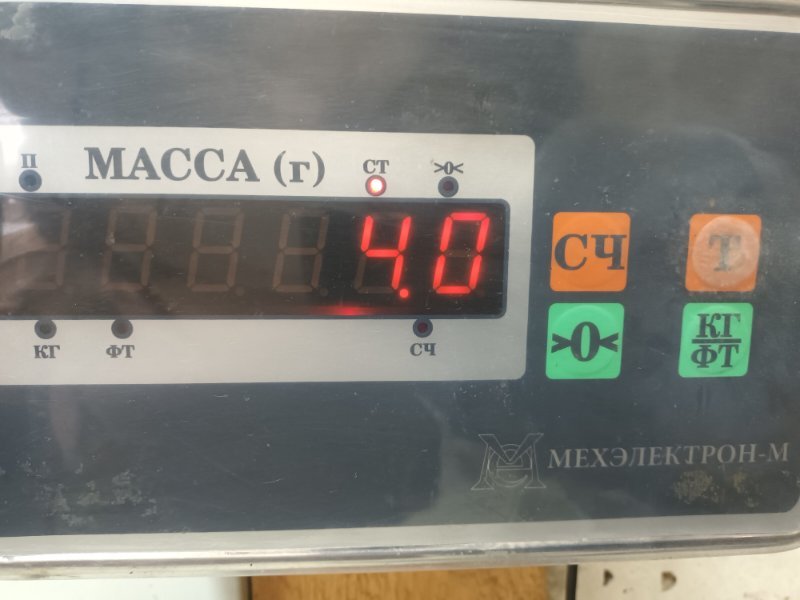 П МАССА (г) СТ >0<
4.0
КГ ФТ СЧ
СЧ Т
>0< КГ
ФТ
МЕХЭЛЕКТРОН-М